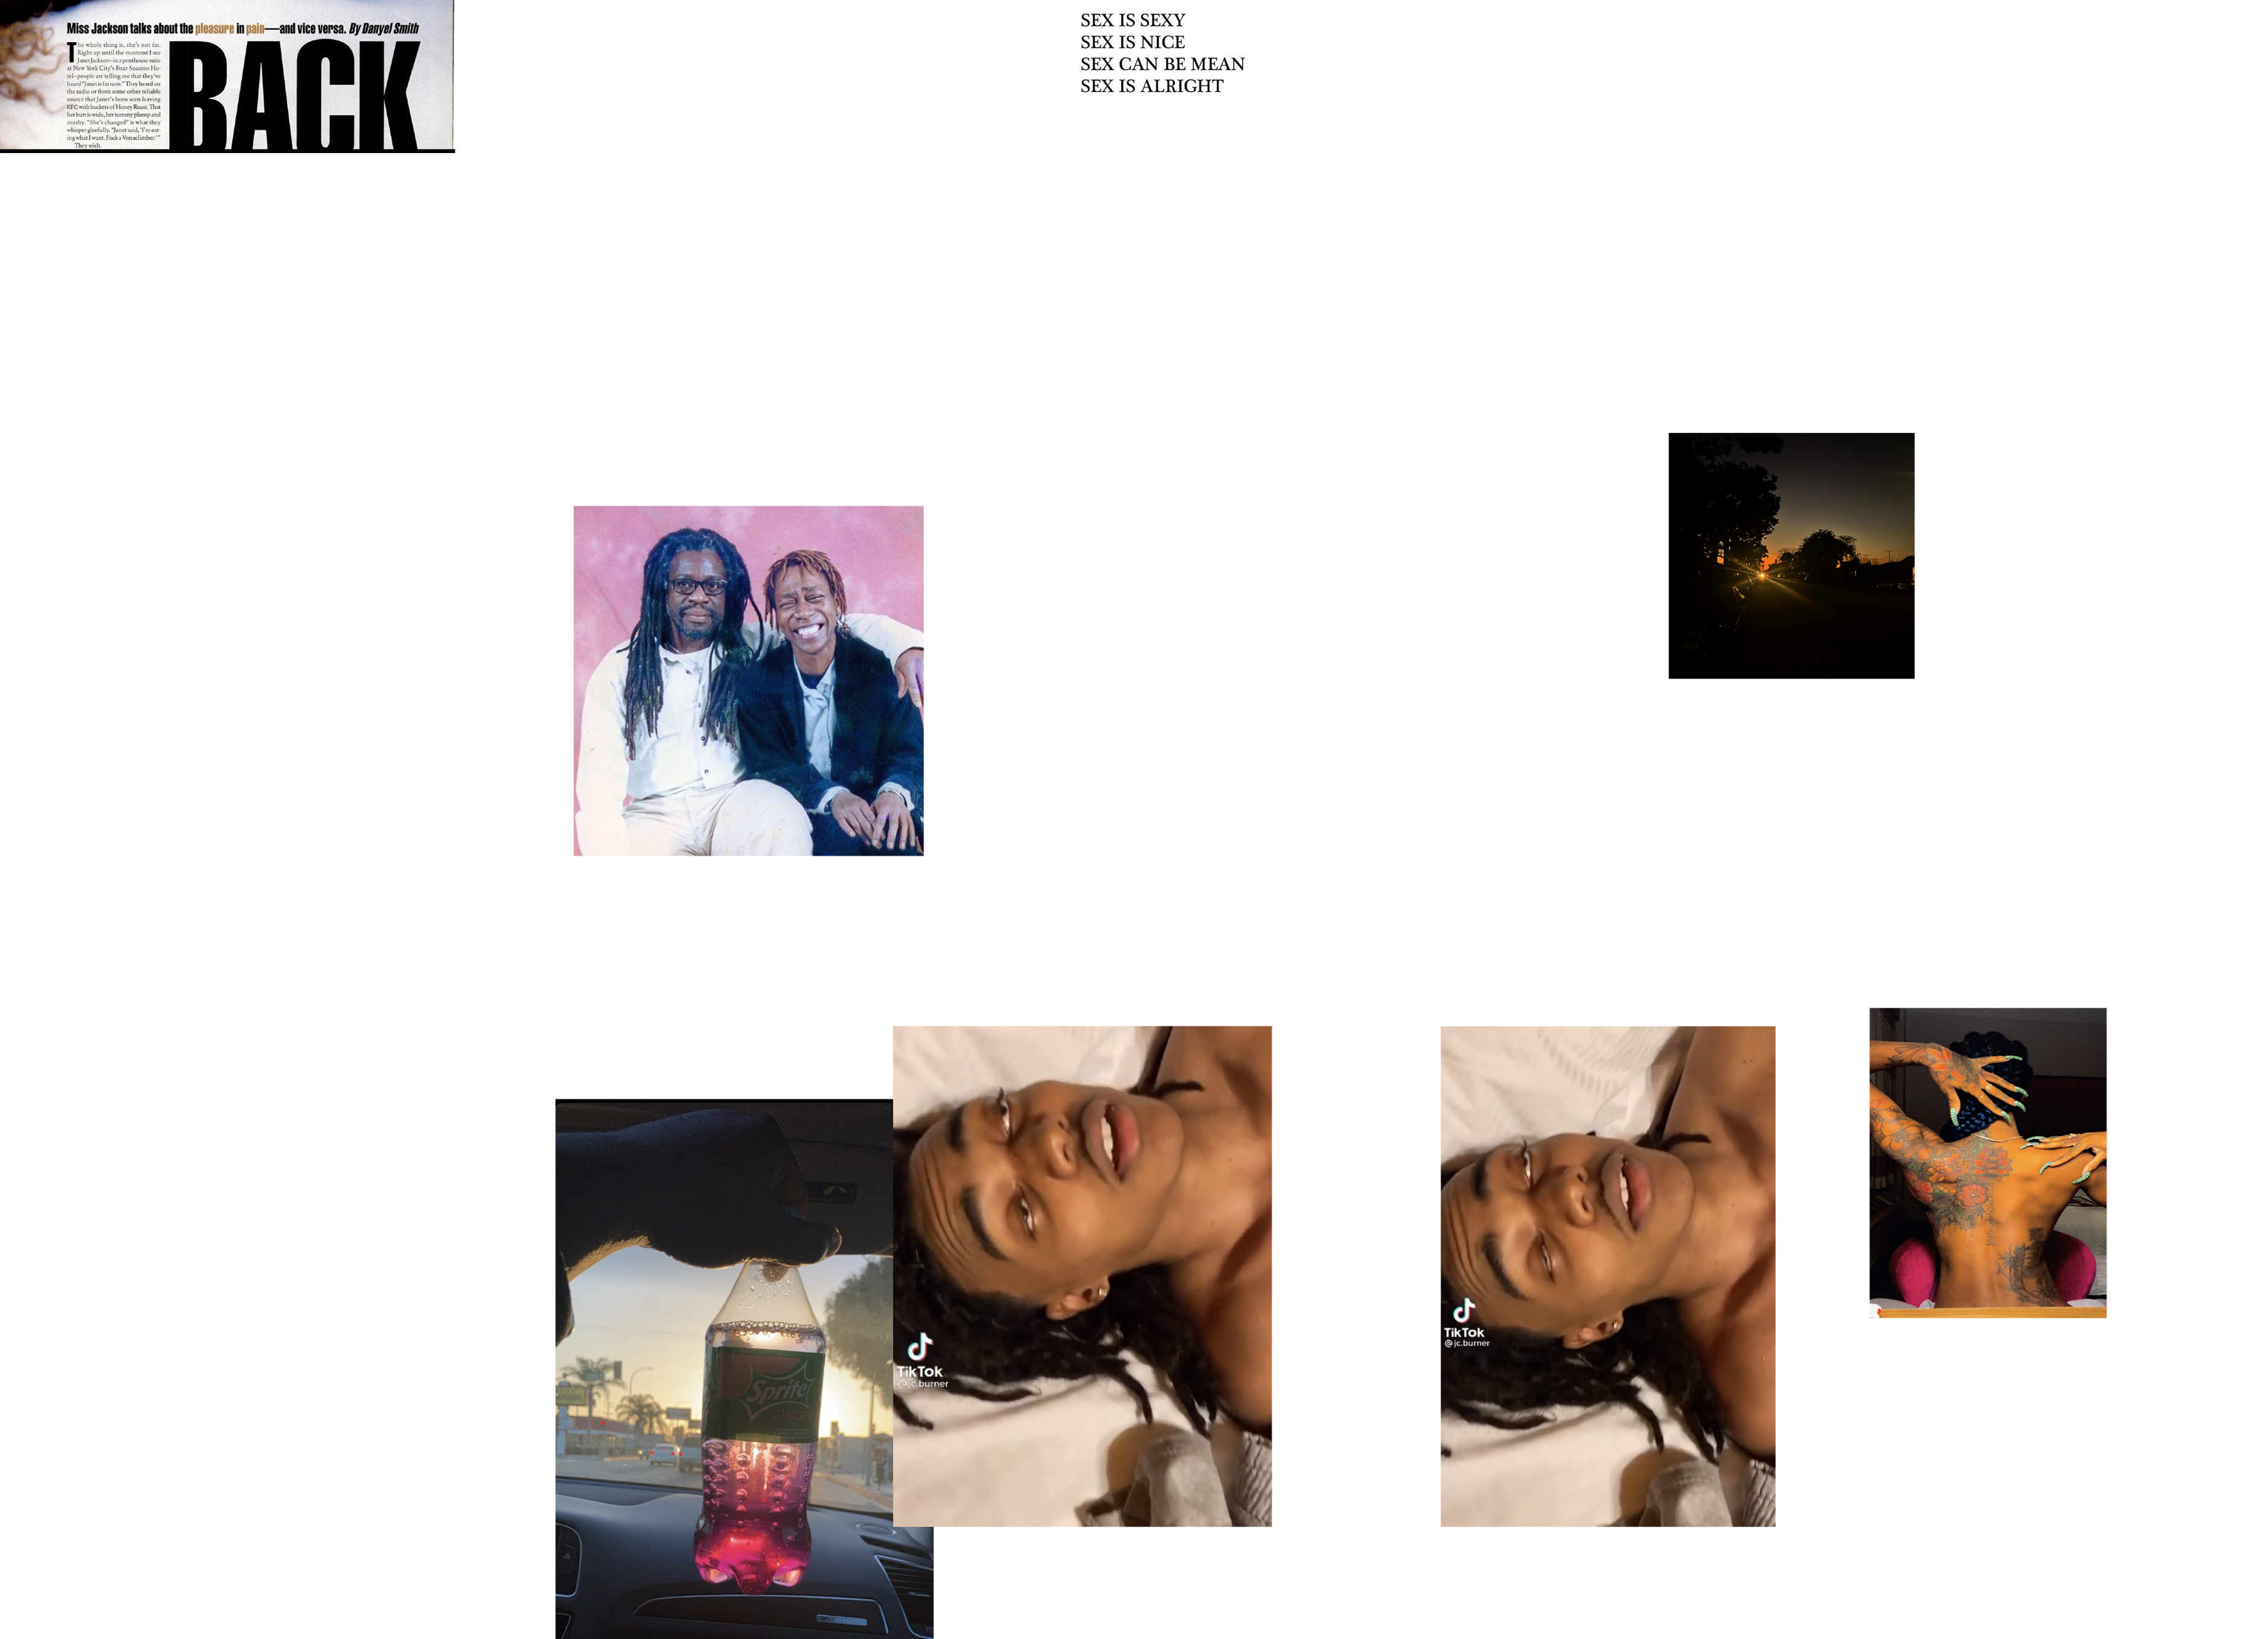 Miss Jackson talks about the pleasure in pain—and vice versa. By Danyel Smith
The whole thing is, she's not fat.
Right up until the moment I see
Janet Jackson—in a penthouse suite
at New York City's Four Seasons Ho-
tel—people are telling me that they've
heard "Janet is fat now." They heard on
the radio or from some other reliable
source that Janet's been seen leaving
KFC with buckets of Honey Roast. That
her butt is wide, her tummy plump and
mushy. "She's changed" is what they
whisper gleefully. "Janet said, 'I'm eat-
ing what I want. Fuck a Versaclimber.'"
They wish.
BACK
SEX IS SEXY
SEX IS NICE
SEX CAN BE MEAN
SEX IS ALRIGHT
Sprite
GINGER
TikTok
@jc.burner
TikTok
@jc.burner